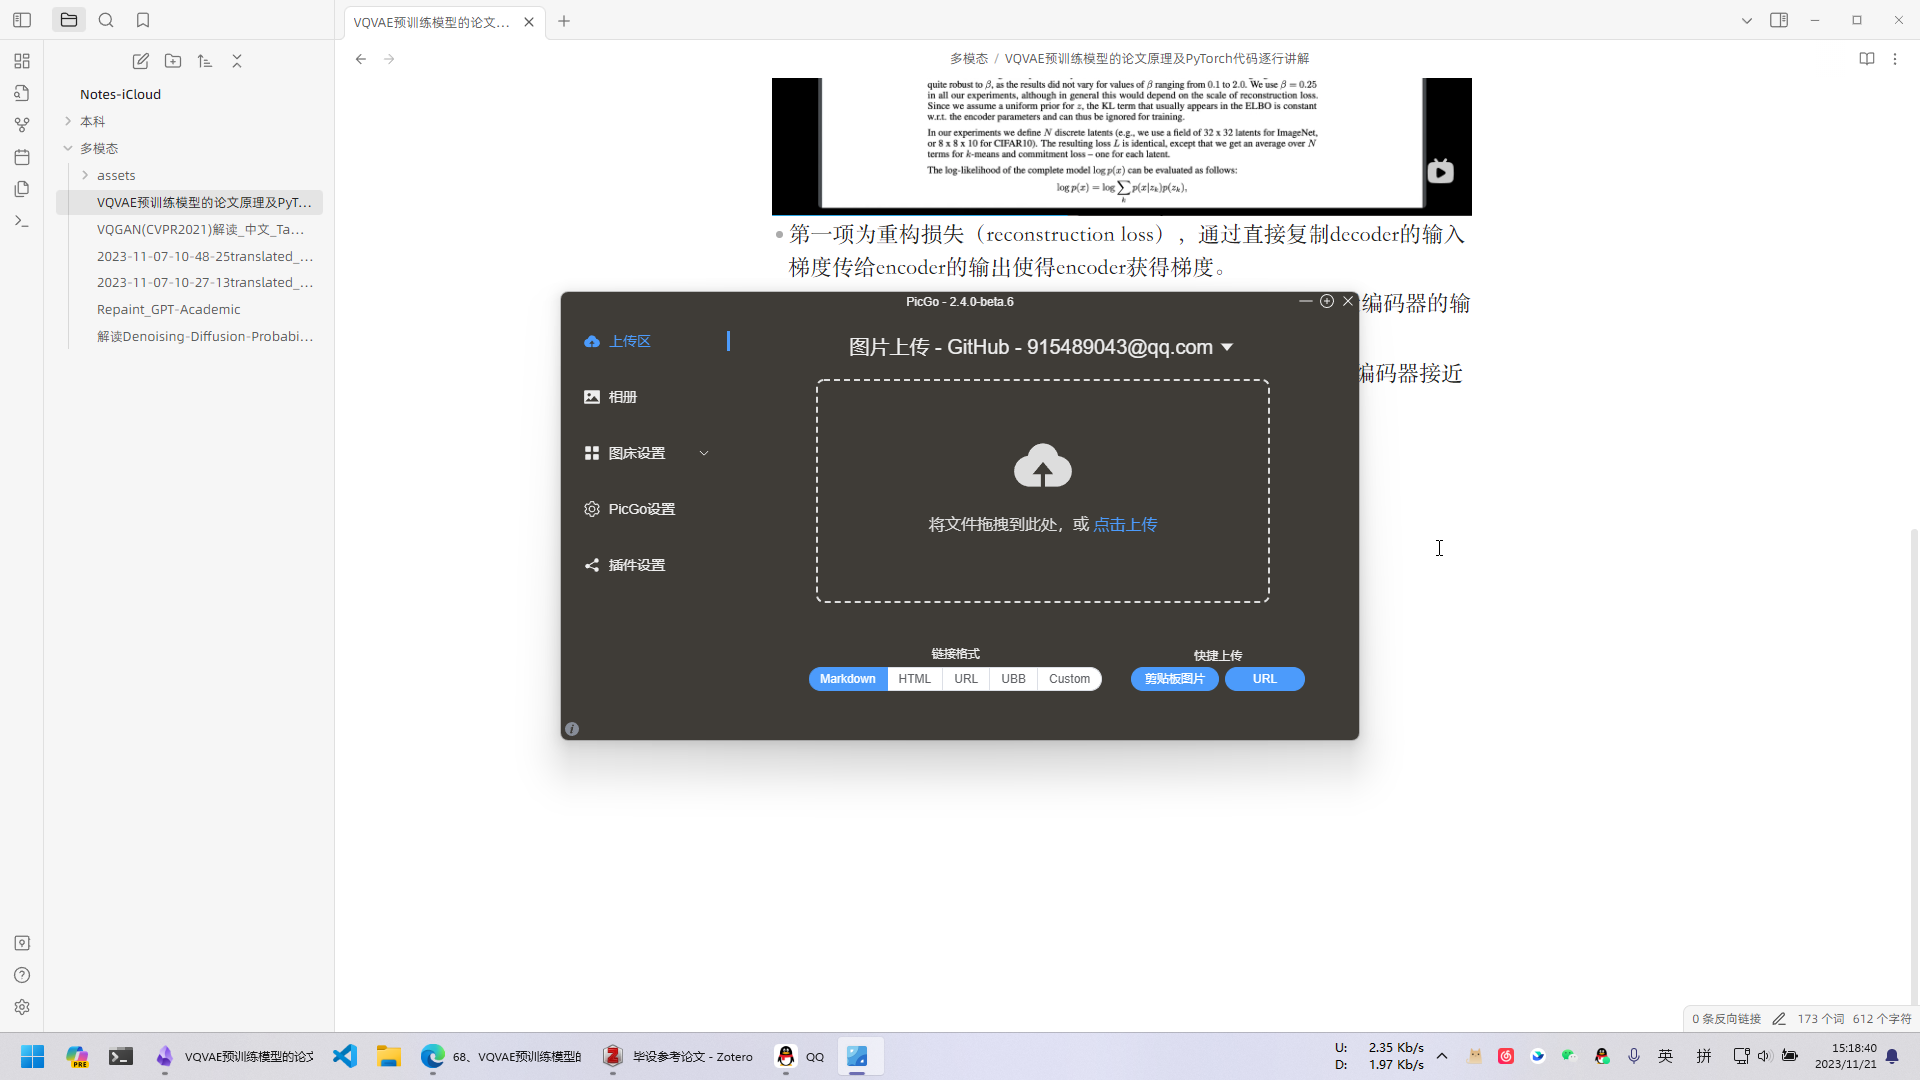 VQVAE预训练模型的论文...
多模态 / VQVAE预训练模型的论文原理及PyTorch代码逐行讲解
Notes-iCloud
本科
多模态
assets
VQVAE预训练模型的论文原理及PyT...
VQGAN(CVPR2021)解读_中文_Ta...
2023-11-07-10-48-25translated_...
2023-11-07-10-27-13translated_...
Repaint_GPT-Academic
解读Denoising-Diffusion-Probabi...
quite robust to β, as the results did not vary for values of β ranging from 0.1 to 2.0. We use β = 0.25
in all our experiments, although in general this would depend on the scale of reconstruction loss.
Since we assume a uniform prior for z, the KL term that usually appears in the ELBO is constant
w.r.t. the encoder parameters and can thus be ignored for training.
In our experiments we define N discrete latents (e.g., we use a field of 32 x 32 latents for ImageNet,
or 8 x 8 x 10 for CIFAR10). The resulting loss L is identical, except that we get an average over N
terms for k-means and commitment loss – one for each latent.
The log-likelihood of the complete model log p(x) can be evaluated as follows:
log p(x) = log ∑ₖ p(x|zₖ)p(zₖ),
第一项为重构损失（reconstruction loss），通过直接复制decoder的输入
梯度传给encoder的输出使得encoder获得梯度。
编码器的输
编码器接近
PicGo - 2.4.0-beta.6
上传区
相册
图床设置
PicGo设置
插件设置
图片上传 - GitHub - 915489043@qq.com
将文件拖拽到此处，或 点击上传
链接格式
Markdown HTML URL UBB Custom
快捷上传
剪贴板图片 URL
0 条反向链接 173 个词 612 个字符
VQVAE预训练模型的论文
68、VQVAE预训练模型的
毕设参考论文 - Zotero
QQ
U: 2.35 Kb/s
D: 1.97 Kb/s
英
拼
15:18:40
2023/11/21